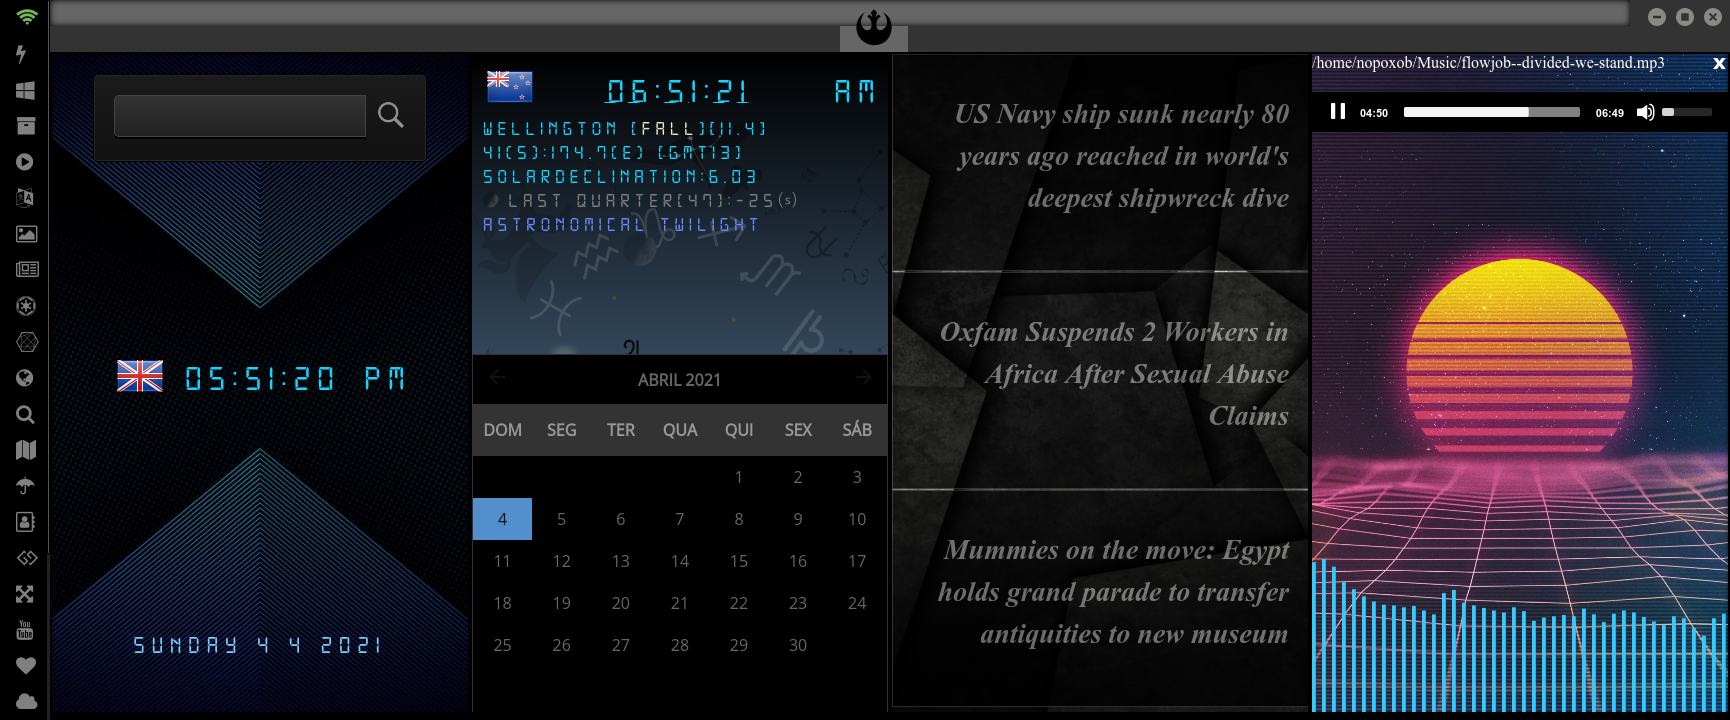 05:51:20 PM
SUNDAY 4 4 2021
06:51:21 AM
WELLINGTON [FALL][11.4]
41(S):174.7(E) [GMT13]
SOLARDECLINATION:6.03
LAST QUARTER[47]:-25(s)
ASTRONOMICAL TWILIGHT
ABRIL 2021
DOM SEG TER QUA QUI SEX SÁB
1 2 3
4 5 6 7 8 9 10
11 12 13 14 15 16 17
18 19 20 21 22 23 24
25 26 27 28 29 30
US Navy ship sunk nearly 80
years ago reached in world's
deepest shipwreck dive
Oxfam Suspends 2 Workers in
Africa After Sexual Abuse
Claims
Mummies on the move: Egypt
holds grand parade to transfer
antiquities to new museum
/home/nopoxob/Music/flowjob--divided-we-stand.mp3 x
04:50 06:49
You
Tube